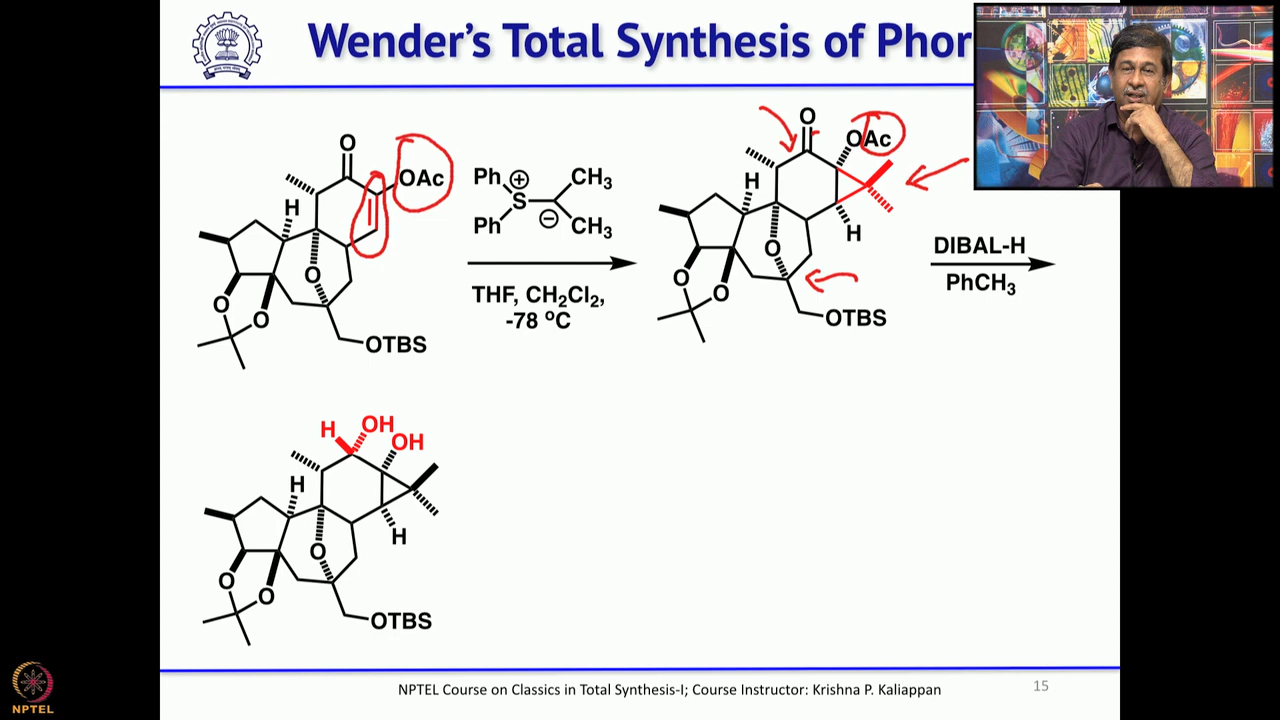 Wender's Total Synthesis of Phor
O
OAc
H
O
O
O
OTBS
Ph
⊕
S
CH3
Ph
⊖
CH3
THF, CH2Cl2,
-78 ºC
O
OAc
H
H
O
O
O
OTBS
DIBAL-H
PhCH3
H
OH
OH
H
H
O
O
O
OTBS
NPTEL Course on Classics in Total Synthesis-I; Course Instructor: Krishna P. Kaliappan
15
NPTEL